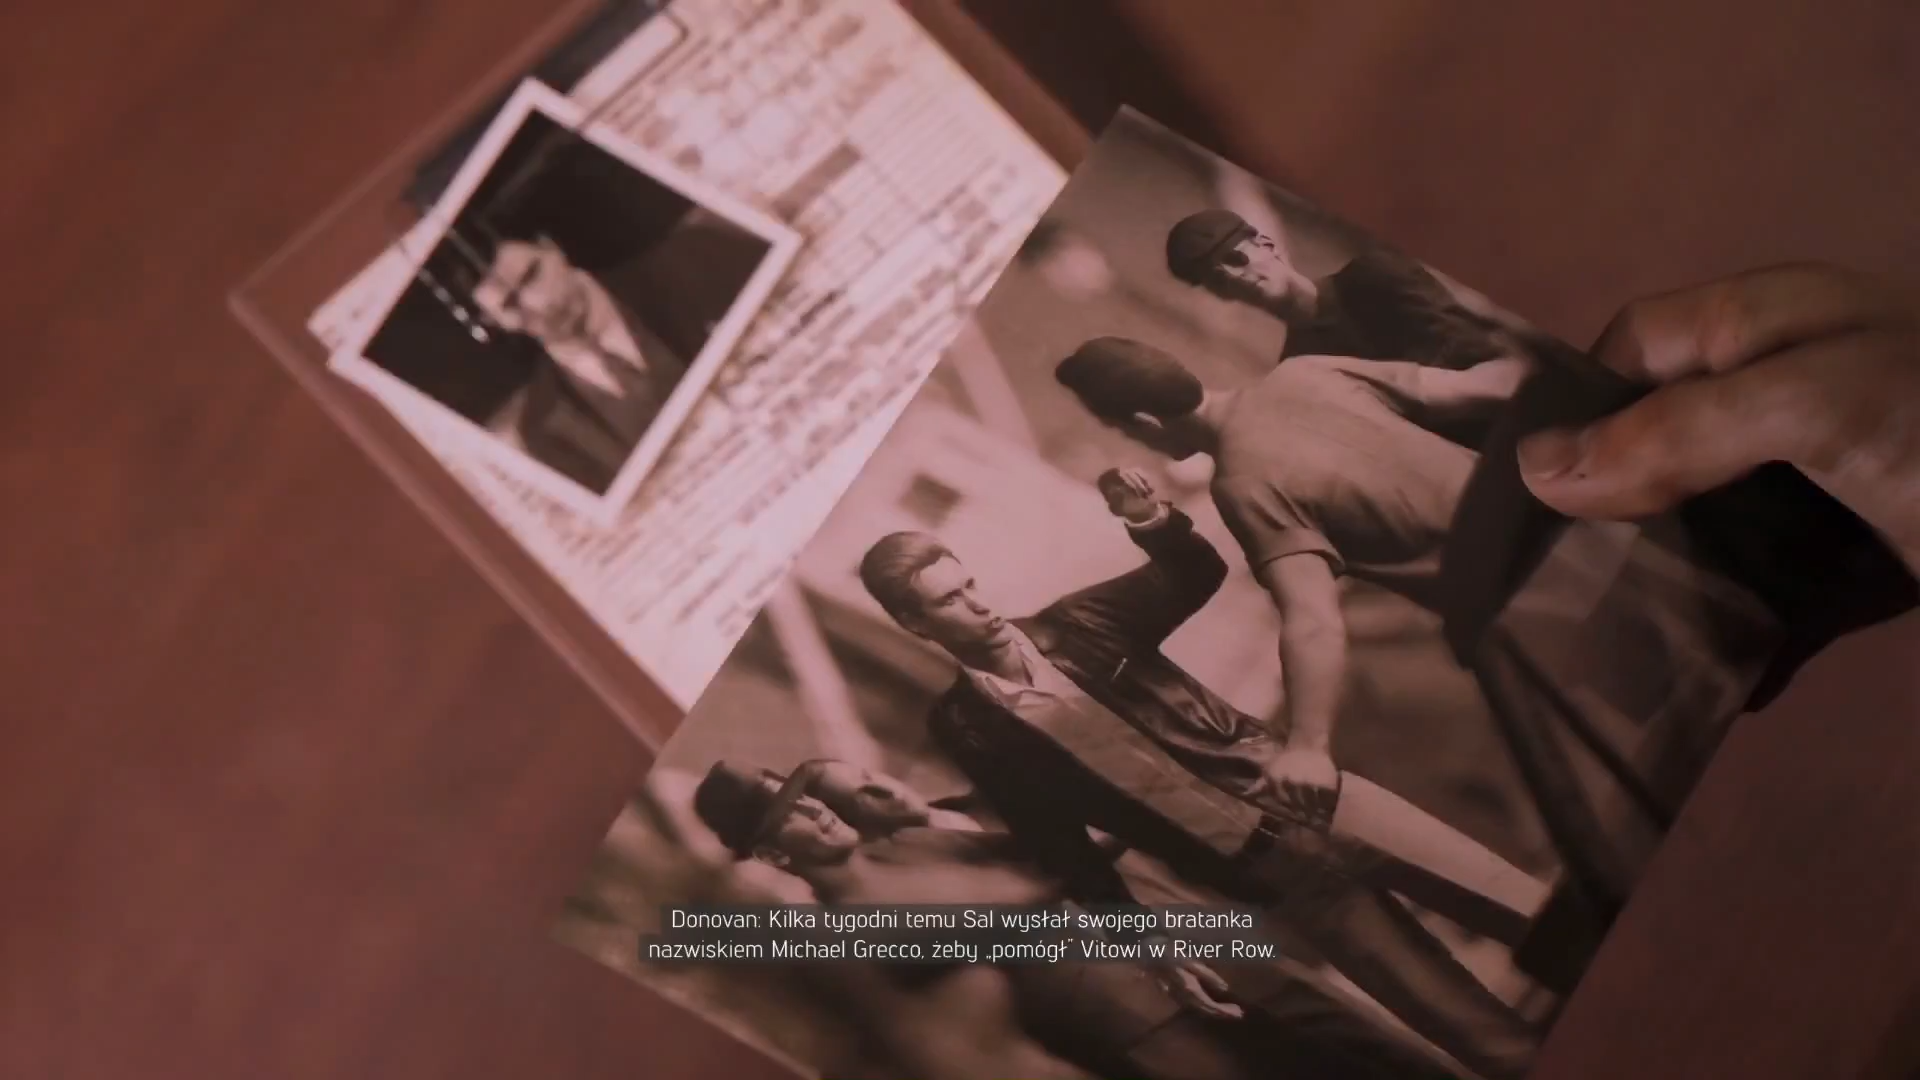 Donovan: Kilka tygodni temu Sal wysłał swojego bratanka
nazwiskiem Michael Grecco, żeby „pomógł” Vitowi w River Row.